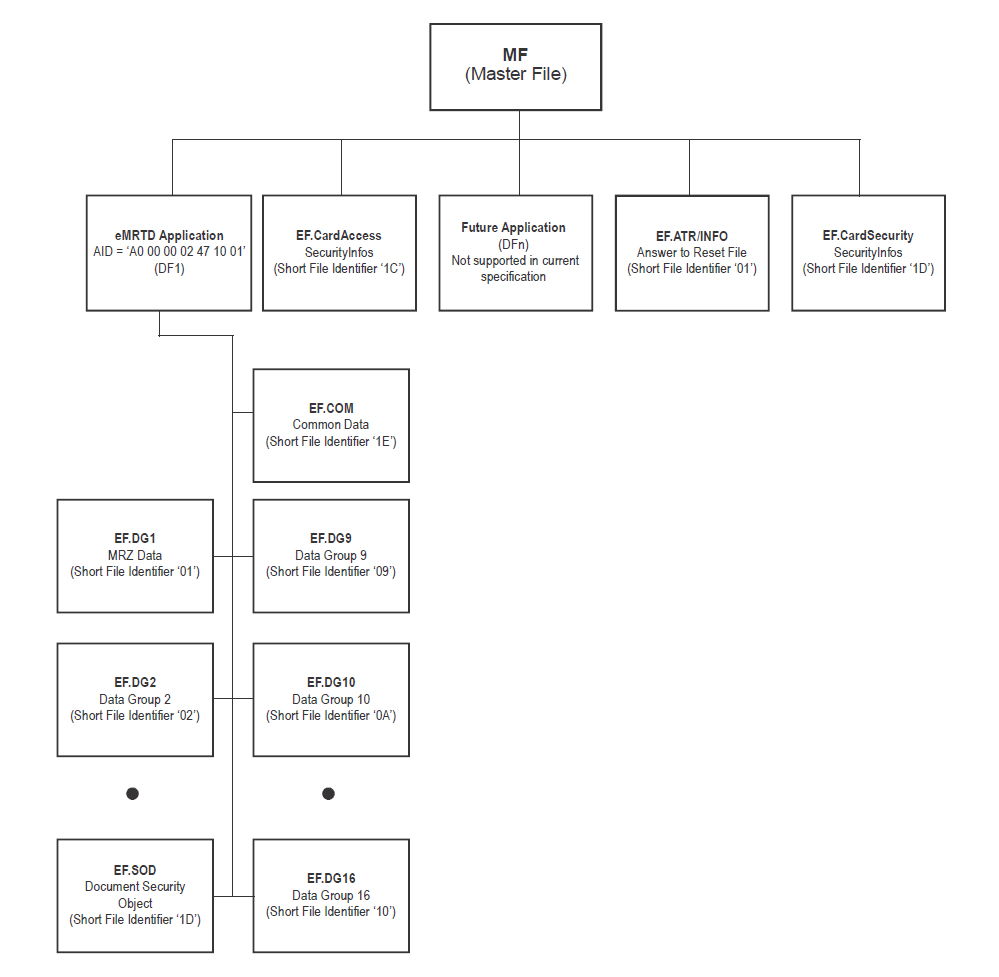 MF
(Master File)
eMRTD Application
AID = ‘A0 00 00 02 47 10 01’
(DF1)
EF.CardAccess
SecurityInfos
(Short File Identifier ‘1C’)
Future Application
(DFn)
Not supported in current
specification
EF.ATR/INFO
Answer to Reset File
(Short File Identifier ‘01’)
EF.CardSecurity
SecurityInfos
(Short File Identifier ‘1D’)
EF.COM
Common Data
(Short File Identifier ‘1E’)
EF.DG1
MRZ Data
(Short File Identifier ‘01’)
EF.DG9
Data Group 9
(Short File Identifier ‘09’)
EF.DG2
Data Group 2
(Short File Identifier ‘02’)
EF.DG10
Data Group 10
(Short File Identifier ‘0A’)
EF.SOD
Document Security
Object
(Short File Identifier ‘1D’)
EF.DG16
Data Group 16
(Short File Identifier ‘10’)